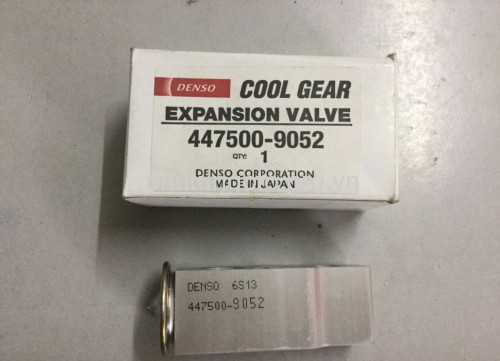 DENSO COOL GEAR
EXPANSION VALVE
447500-9052
QTY: 1
DENSO CORPORATION
MADE IN JAPAN
DENSO 6S13
447500-9052